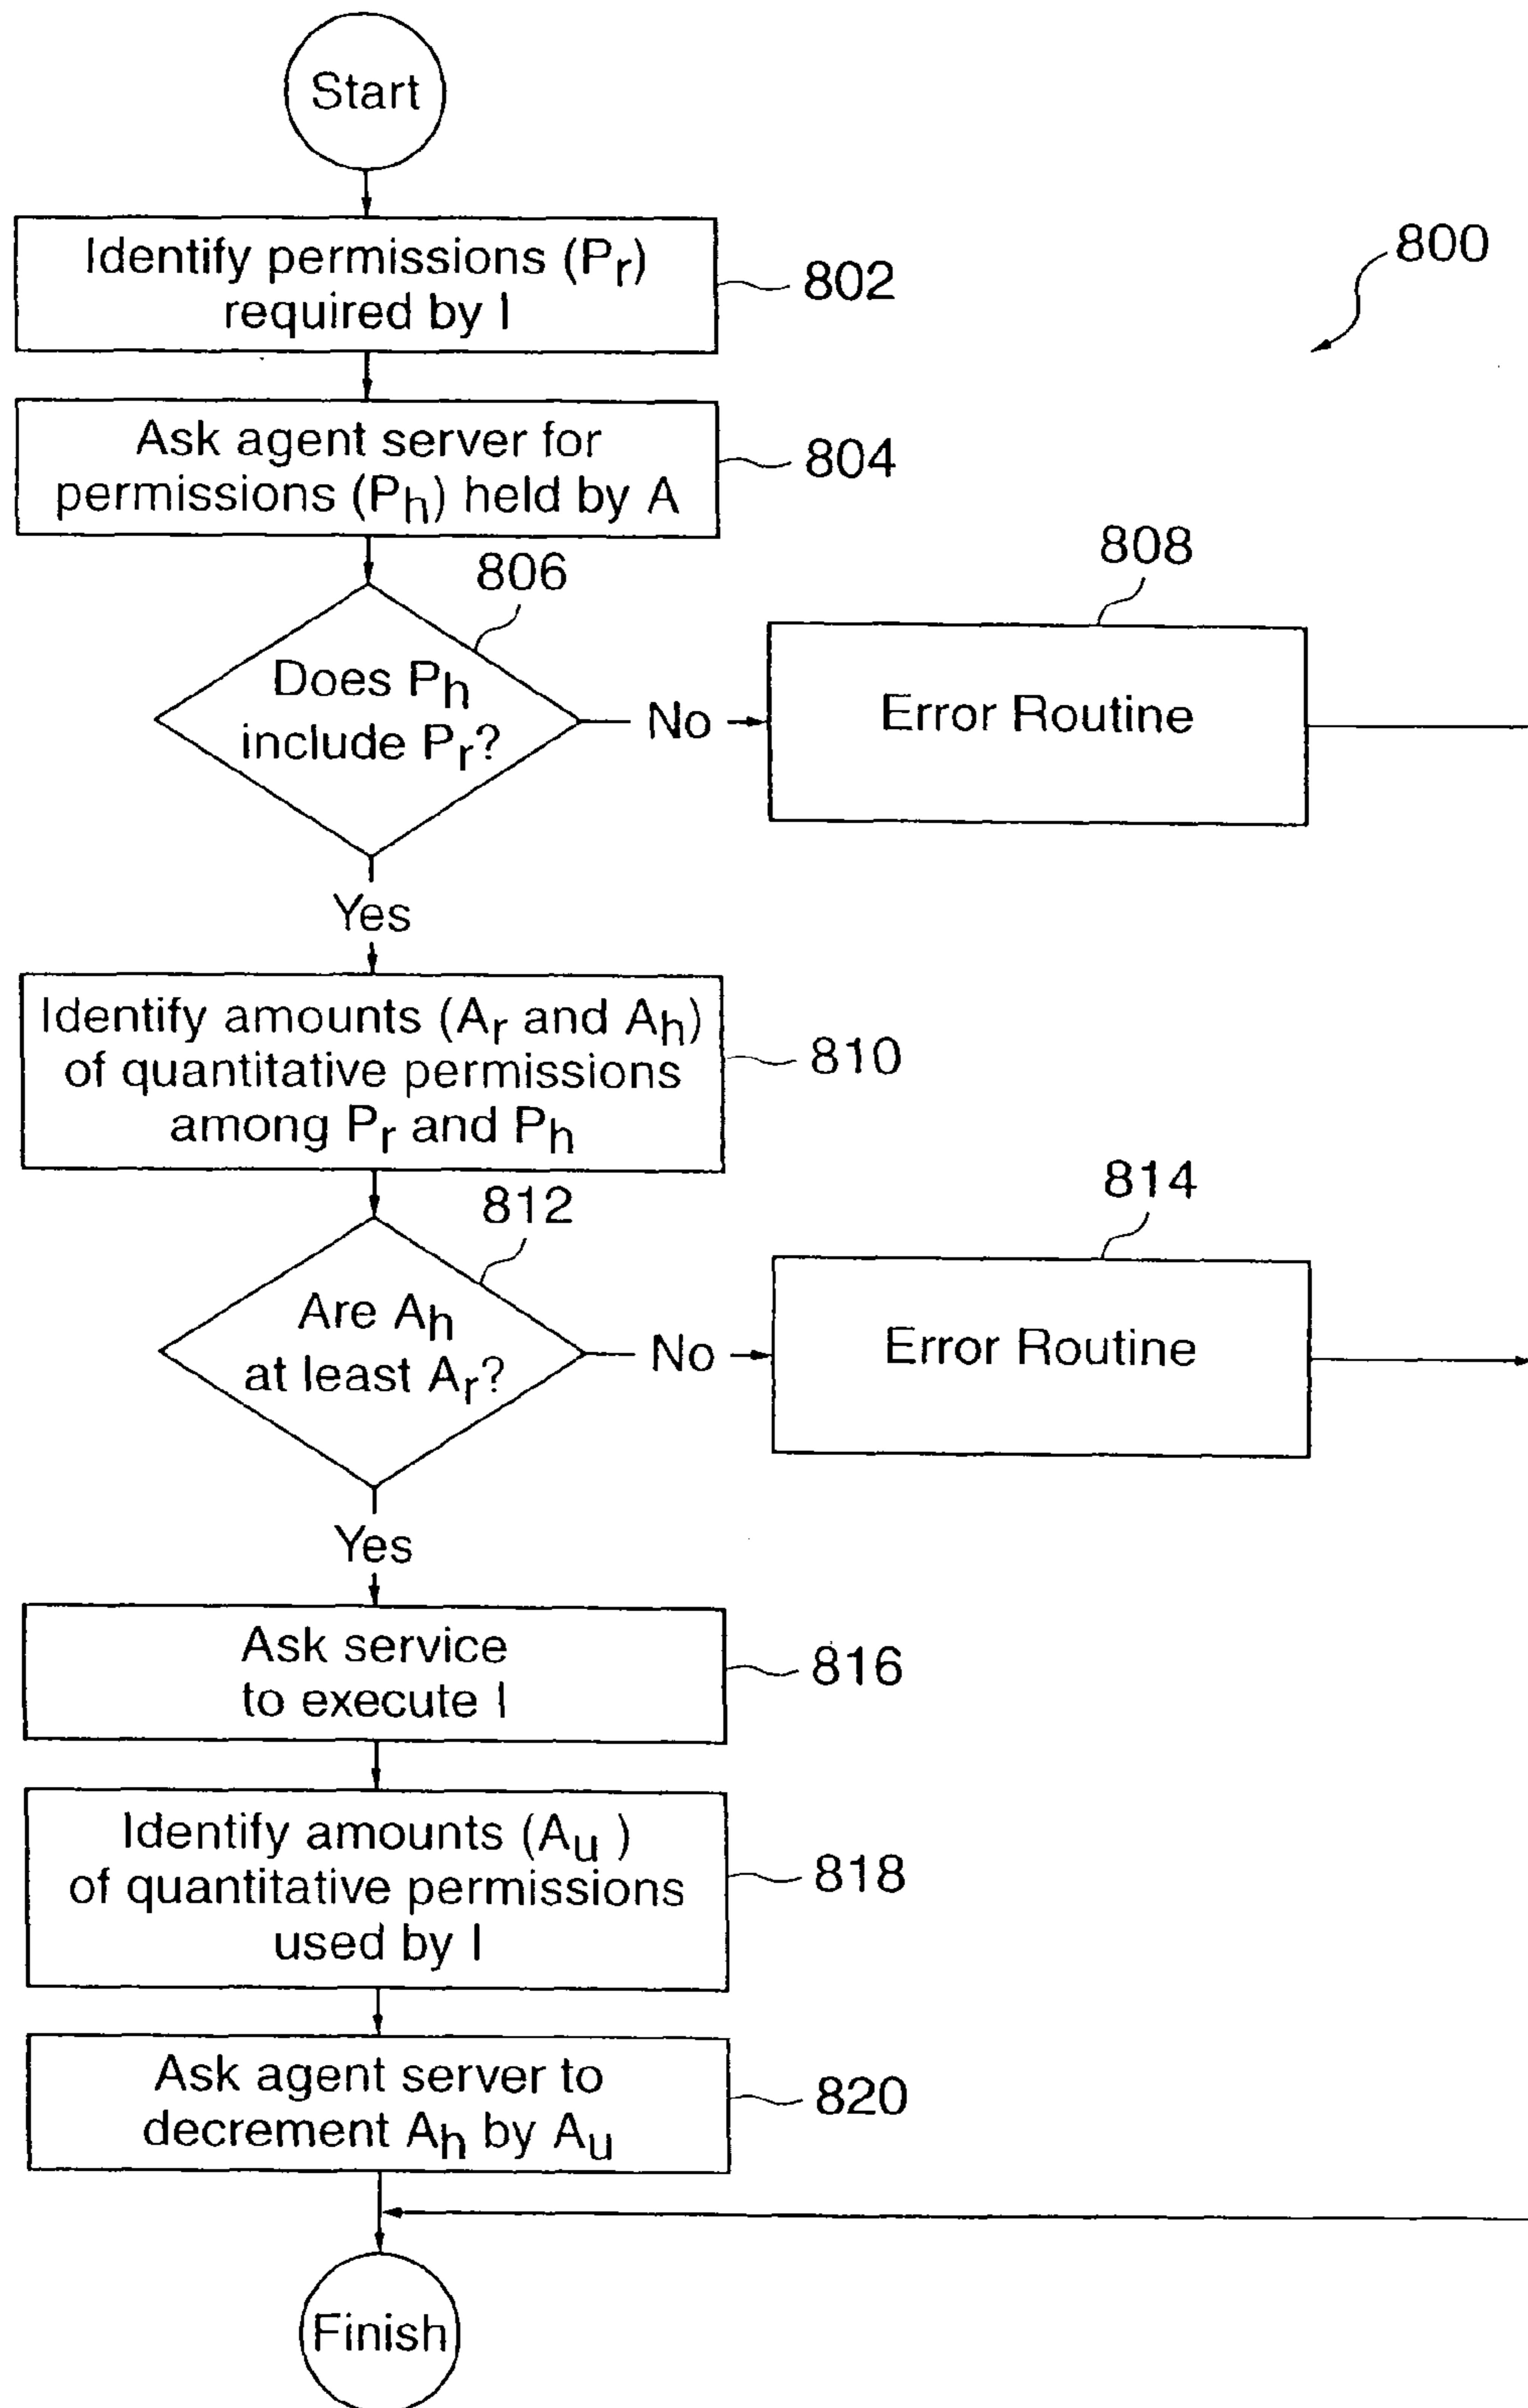 Start
Identify permissions (Pr)
required by I
802
800
Ask agent server for
permissions (Ph) held by A
804
806
Does Ph
include Pr?
No
808
Error Routine
Yes
Identify amounts (Ar and Ah)
of quantitative permissions
among Pr and Ph
810
812
Are Ah
at least Ar?
No
814
Error Routine
Yes
Ask service
to execute I
816
Identify amounts (Au )
of quantitative permissions
used by I
818
Ask agent server to
decrement Ah by Au
820
Finish